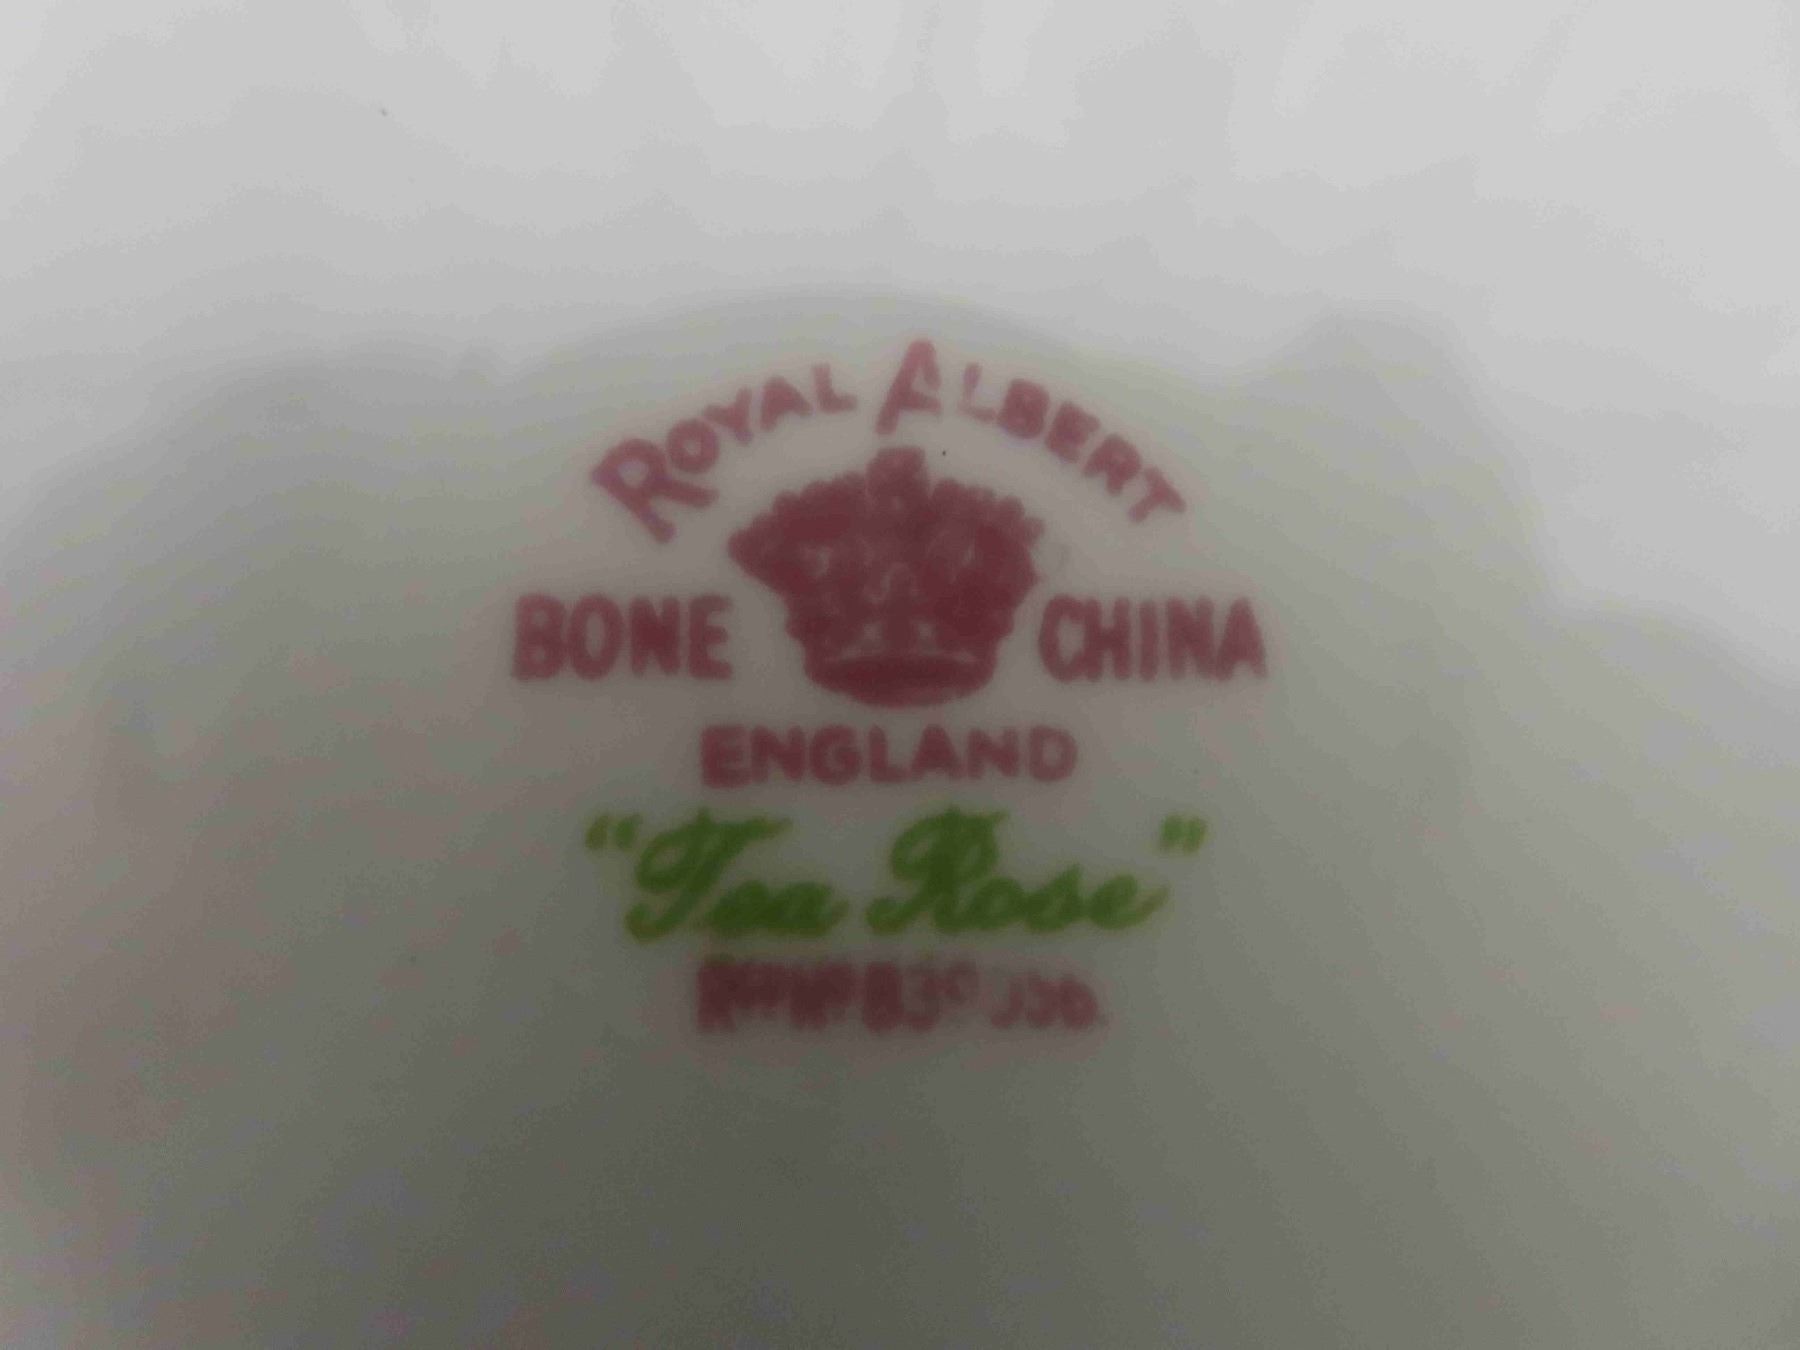 ROYAL ALBERT
BONE CHINA
ENGLAND
"Tea Rose"